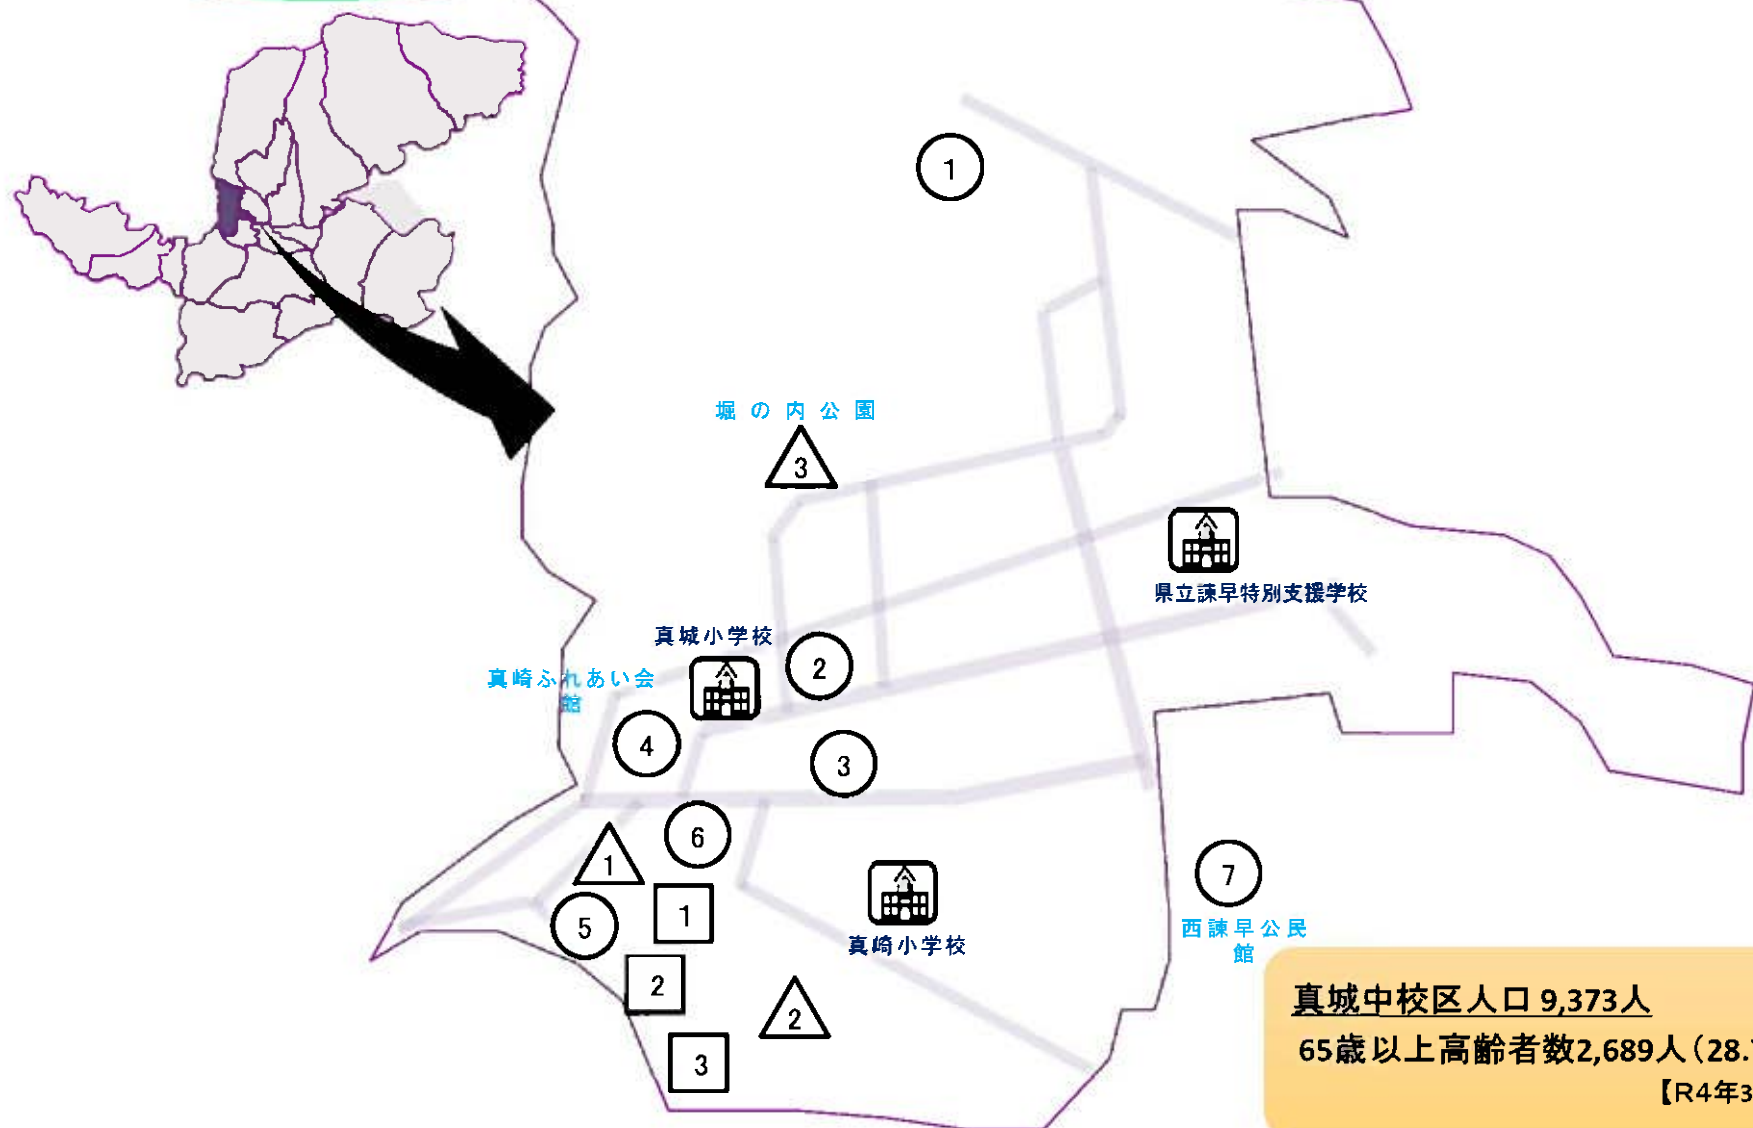 1
堀の内公園
3
県立諫早特別支援学校
真城小学校
2
真崎ふれあい会
館
4
3
6
1
7
5
1
西諫早公民
館
真崎小学校
2
2
3
真城中校区人口 9,373人
65歳以上高齢者数2,689人（28.
【R4年3